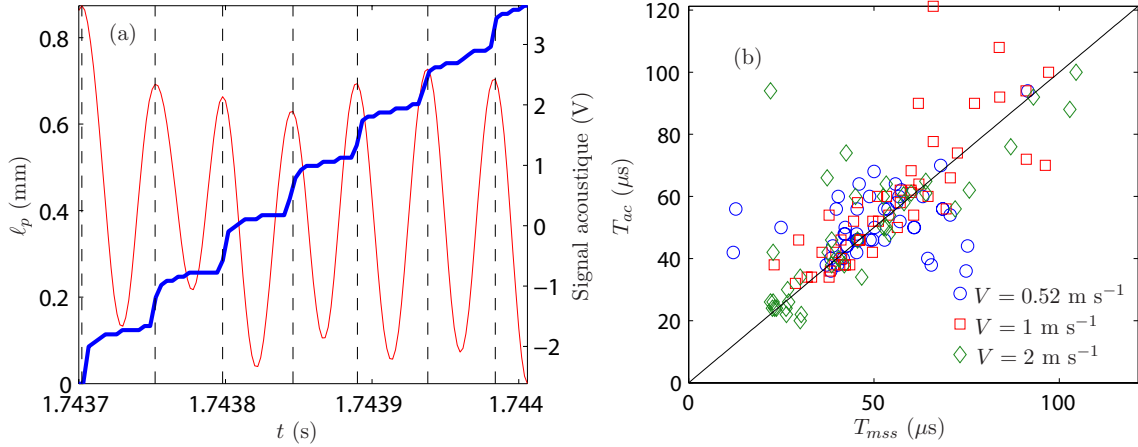 (a)
0.8
0.6
0.4
0.2
0
ℓp (mm)
3
2
1
0
−1
−2
Signal acoustique (V)
1.7437
1.7438
1.7439
1.744
t (s)
(b)
120
100
80
60
40
20
0
Tac (μs)
0
50
100
Tmss (μs)
V = 0.52 m s⁻¹
V = 1 m s⁻¹
V = 2 m s⁻¹